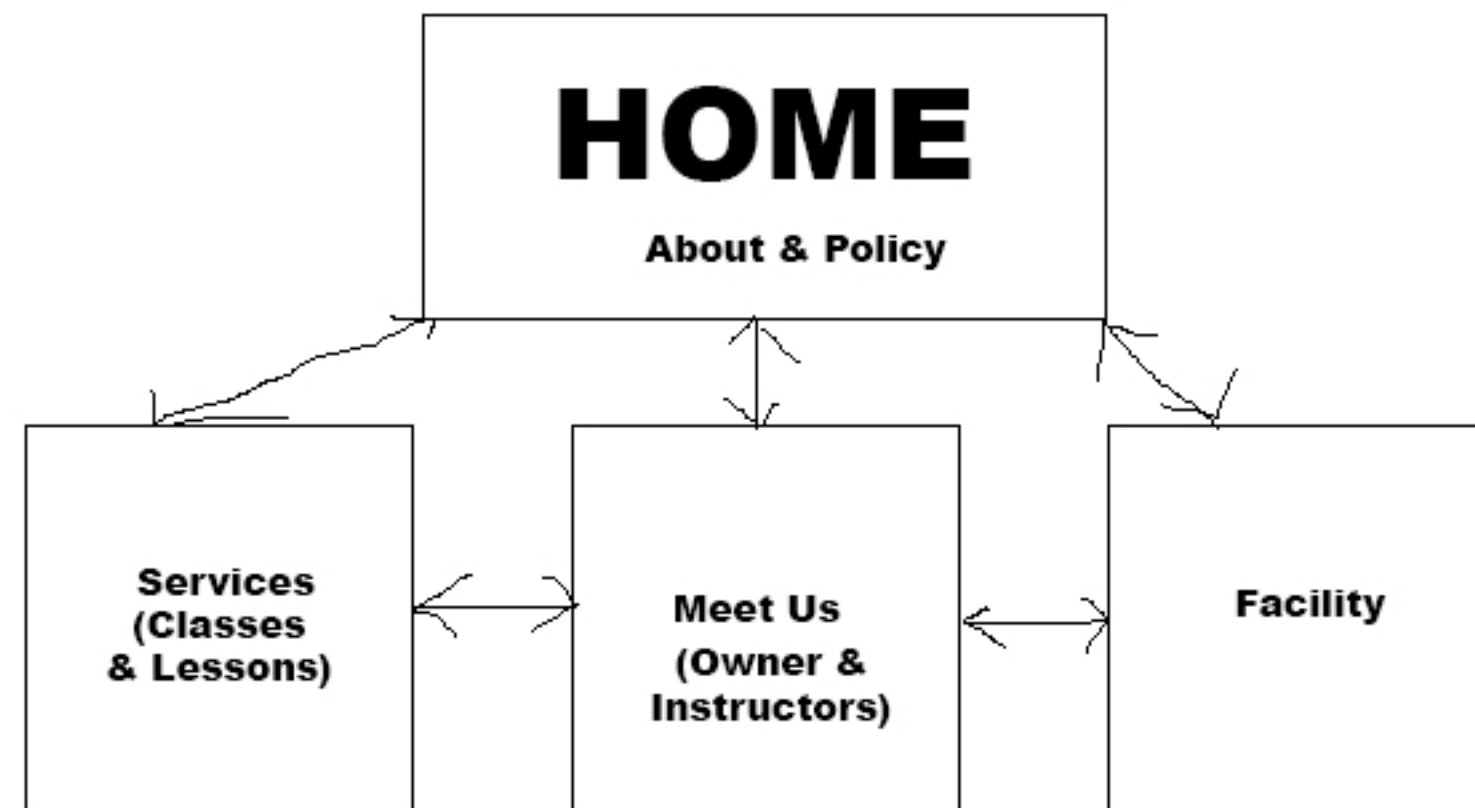 HOME
About & Policy
Services
(Classes
& Lessons)
Meet Us
(Owner &
Instructors)
Facility